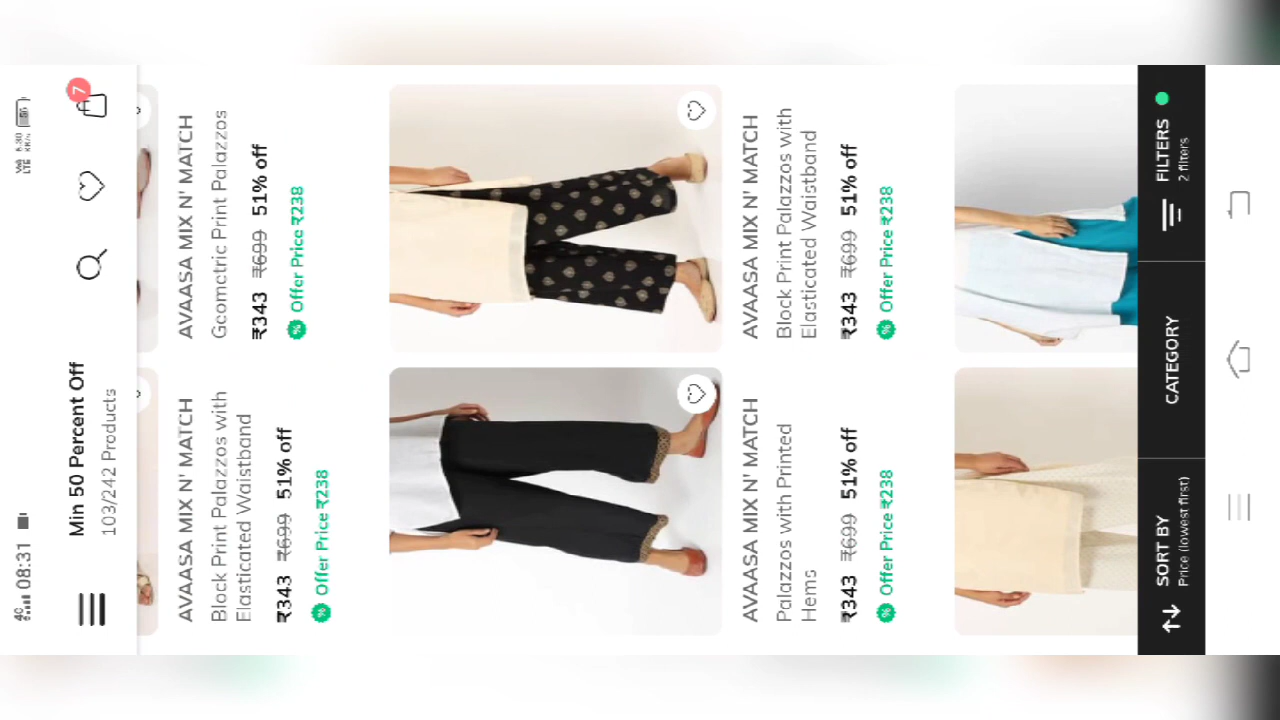 4G 08:31
Min 50 Percent Off
103/242 Products
7
AVAASA MIX N' MATCH
Block Print Palazzos with
Elasticated Waistband
₹343 ₹699 51% off
% Offer Price ₹238
AVAASA MIX N' MATCH
Geometric Print Palazzos
₹343 ₹699 51% off
% Offer Price ₹238
AVAASA MIX N' MATCH
Palazzos with Printed
Hems
₹343 ₹699 51% off
% Offer Price ₹238
AVAASA MIX N' MATCH
Block Print Palazzos with
Elasticated Waistband
₹343 ₹699 51% off
% Offer Price ₹238
SORT BY
Price (lowest first)
CATEGORY
FILTERS
2 filters